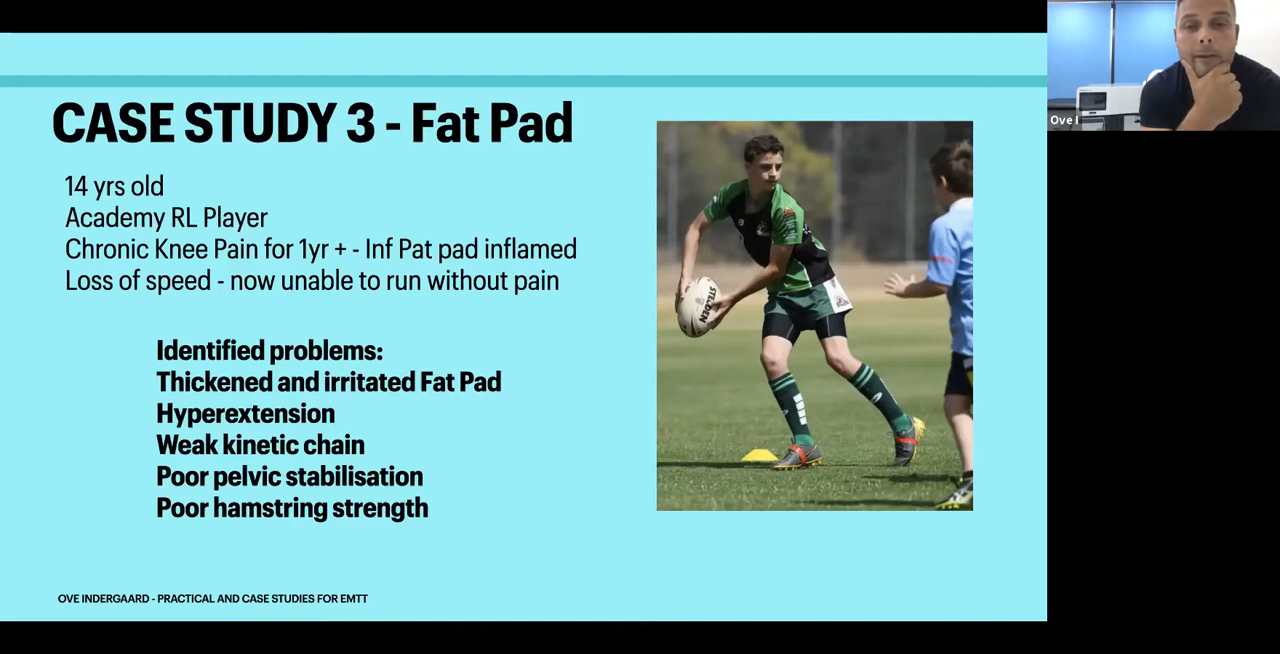 CASE STUDY 3 - Fat Pad
14 yrs old
Academy RL Player
Chronic Knee Pain for 1yr + - Inf Pat pad inflamed
Loss of speed - now unable to run without pain
Identified problems:
Thickened and irritated Fat Pad
Hyperextension
Weak kinetic chain
Poor pelvic stabilisation
Poor hamstring strength
STEEDEN
OVE INDERGAARD - PRACTICAL AND CASE STUDIES FOR EMTT
Ove I